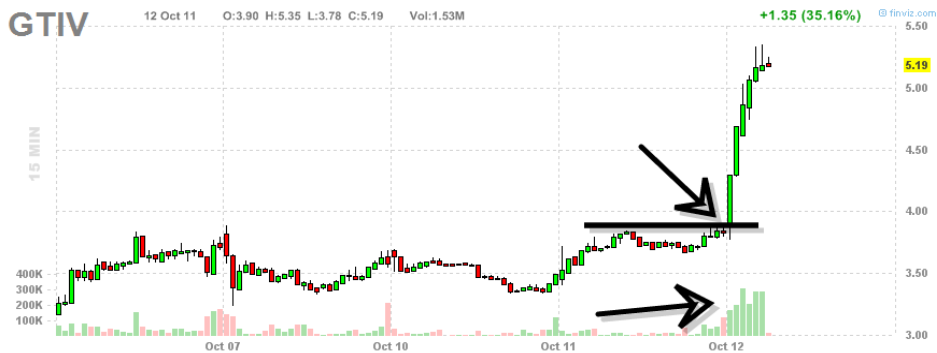 GTIV
12 Oct 11 O:3.90 H:5.35 L:3.78 C:5.19 Vol:1.53M
+1.35 (35.16%)
© finviz.com
15 MIN
5.50
5.19
5.00
4.50
4.00
3.50
3.00
400K
300K
200K
100K
Oct 07 Oct 10 Oct 11 Oct 12